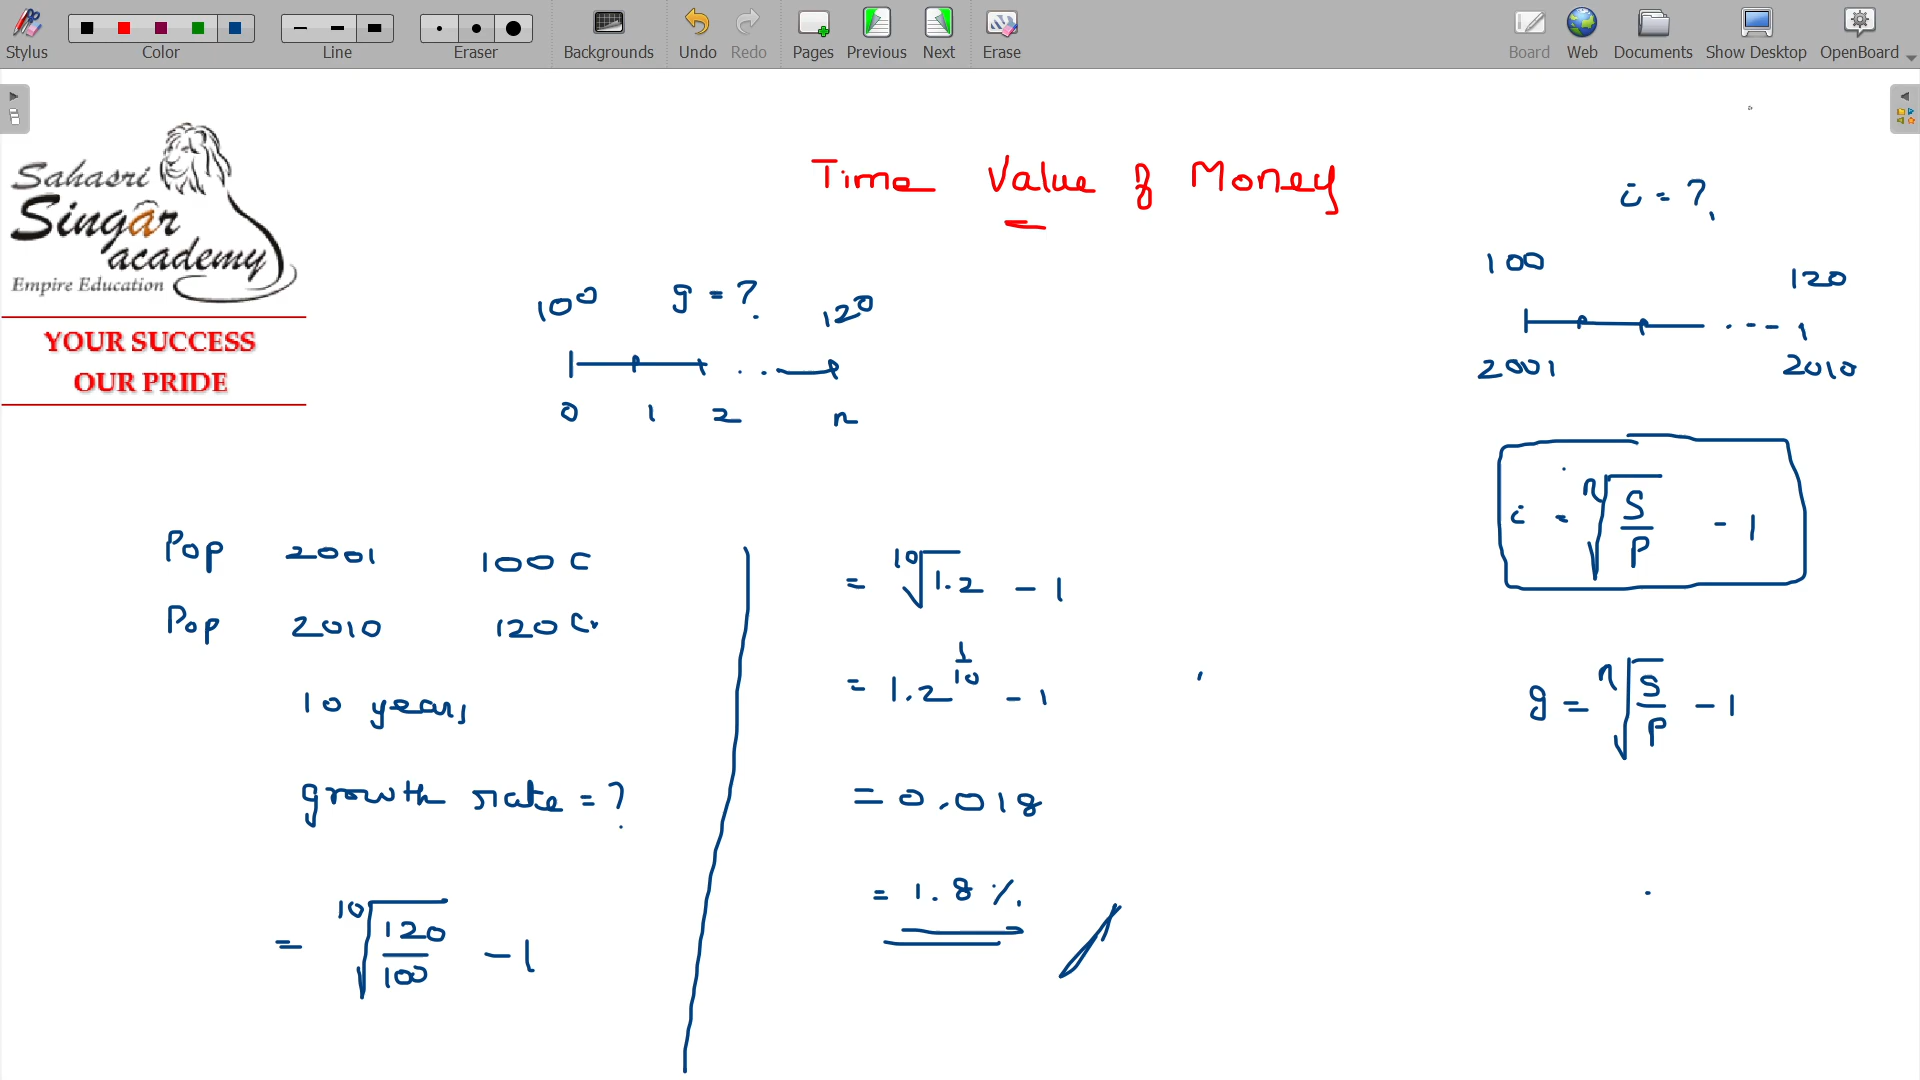 Stylus
Color
Line
Eraser
Backgrounds
Undo
Redo
Pages
Previous
Next
Erase
Board
Web
Documents
Show Desktop
OpenBoard
Sahasri
Singar
academy
Empire Education
YOUR SUCCESS
OUR PRIDE
Time Value of Money
i = ?
100 g = ? 120
0 1 2 n
100 120
2001 2010
i = ⁿ√(S/P) - 1
g = ⁿ√(S/P) - 1
Pop 2001 100 C
Pop 2010 120 C
10 years
growth rate = ?
= ¹⁰√(120/100) - 1
= ¹⁰√1.2 - 1
= 1.2^(1/10) - 1
= 0.018
= 1.8 %